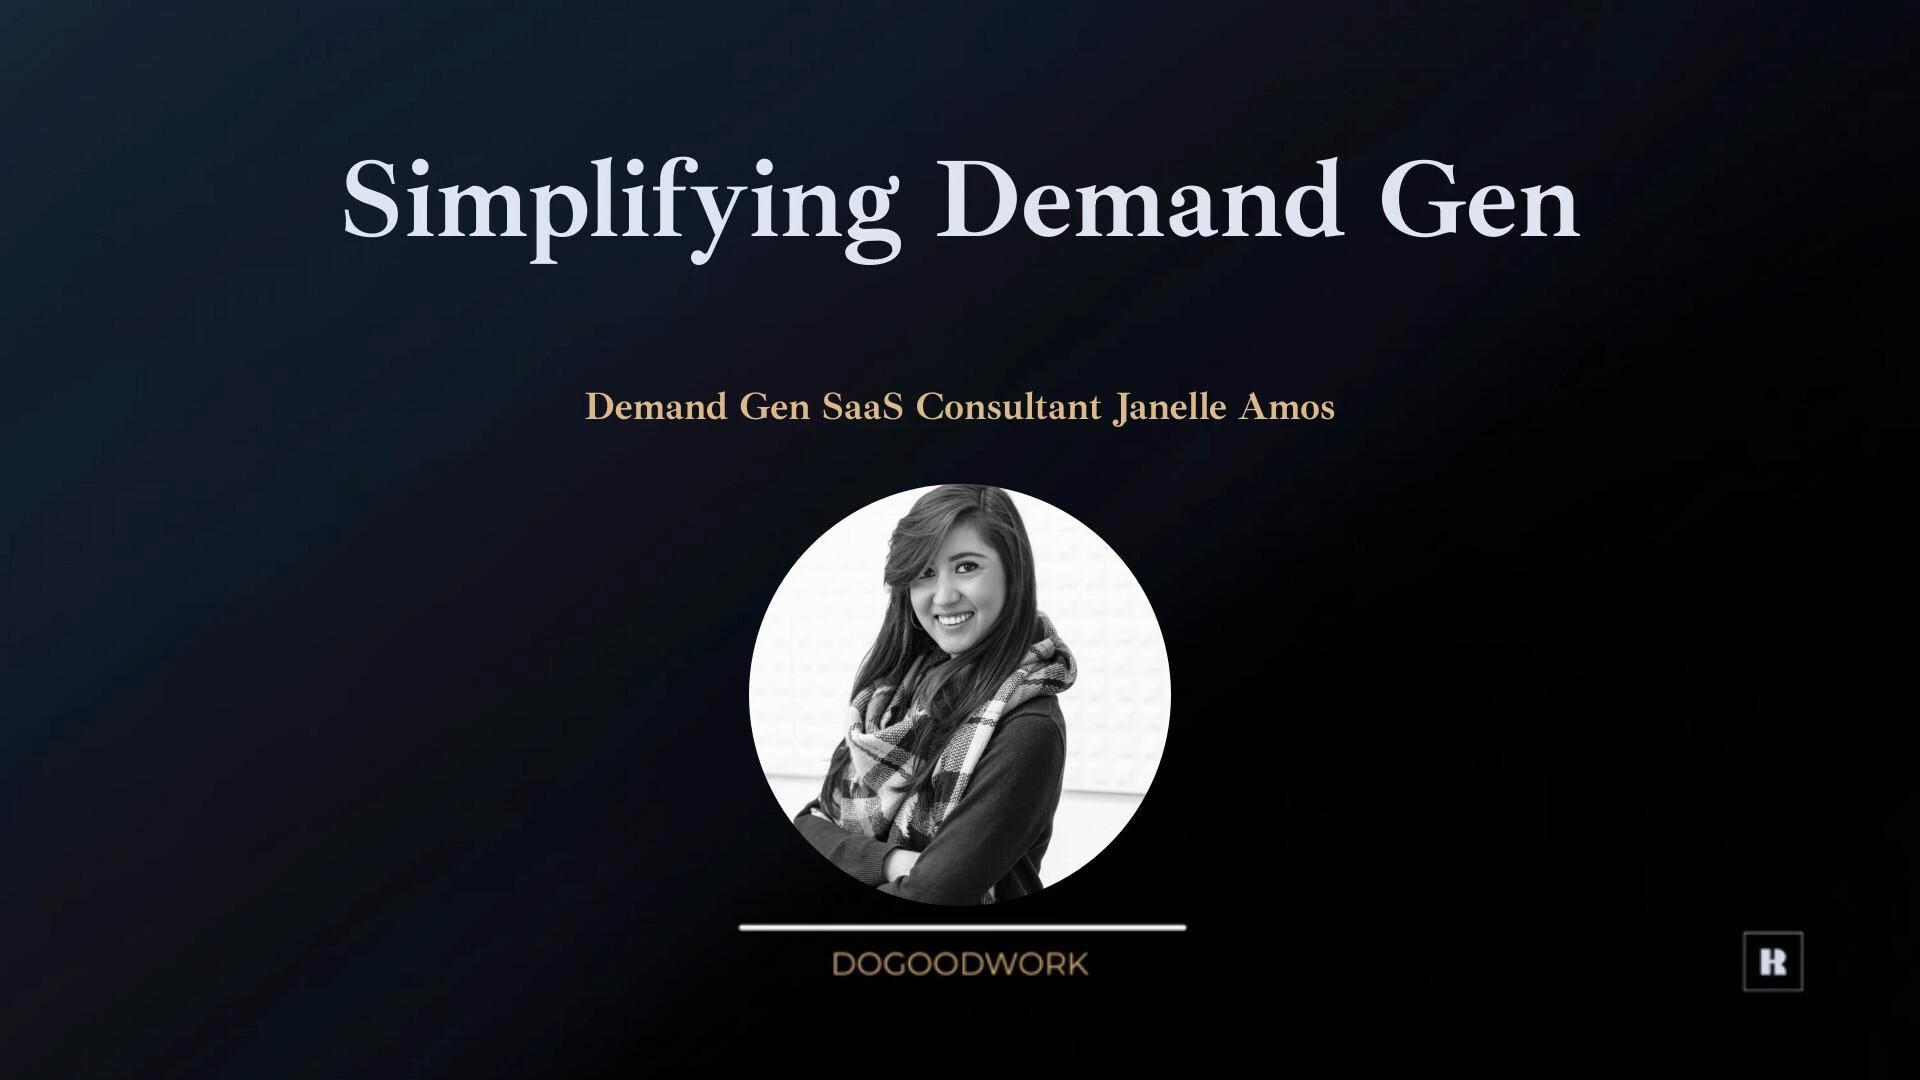 Simplifying Demand Gen
Demand Gen SaaS Consultant Janelle Amos
DOGOODWORK